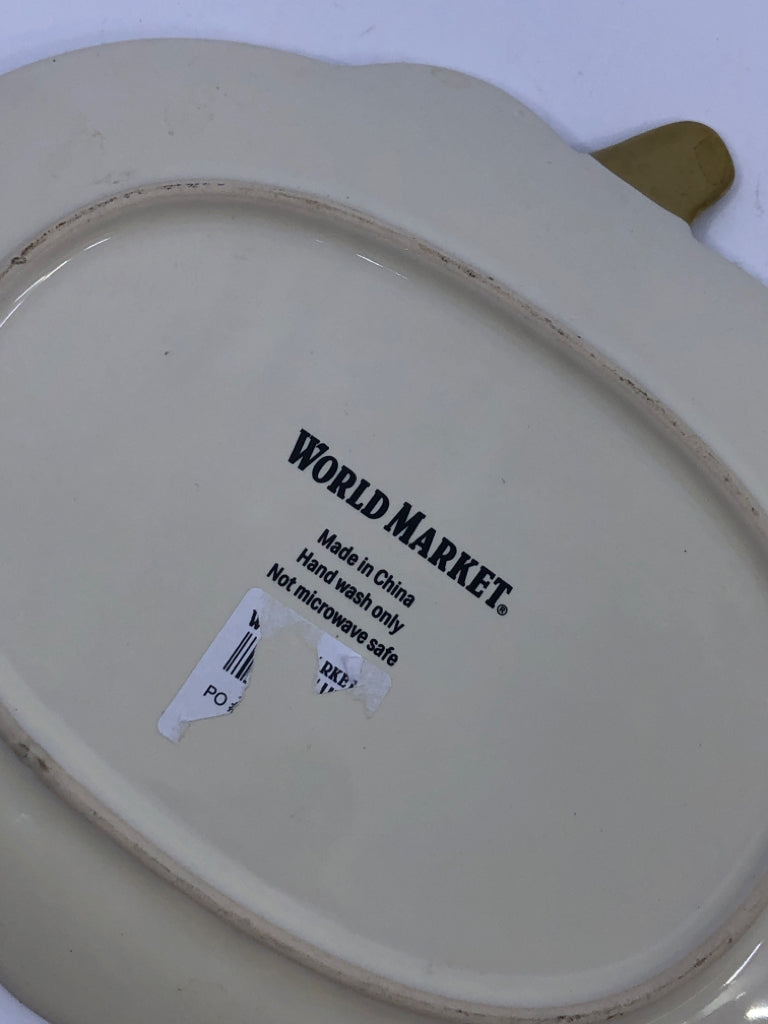 WORLD MARKET®
Made in China
Hand wash only
Not microwave safe
PO #